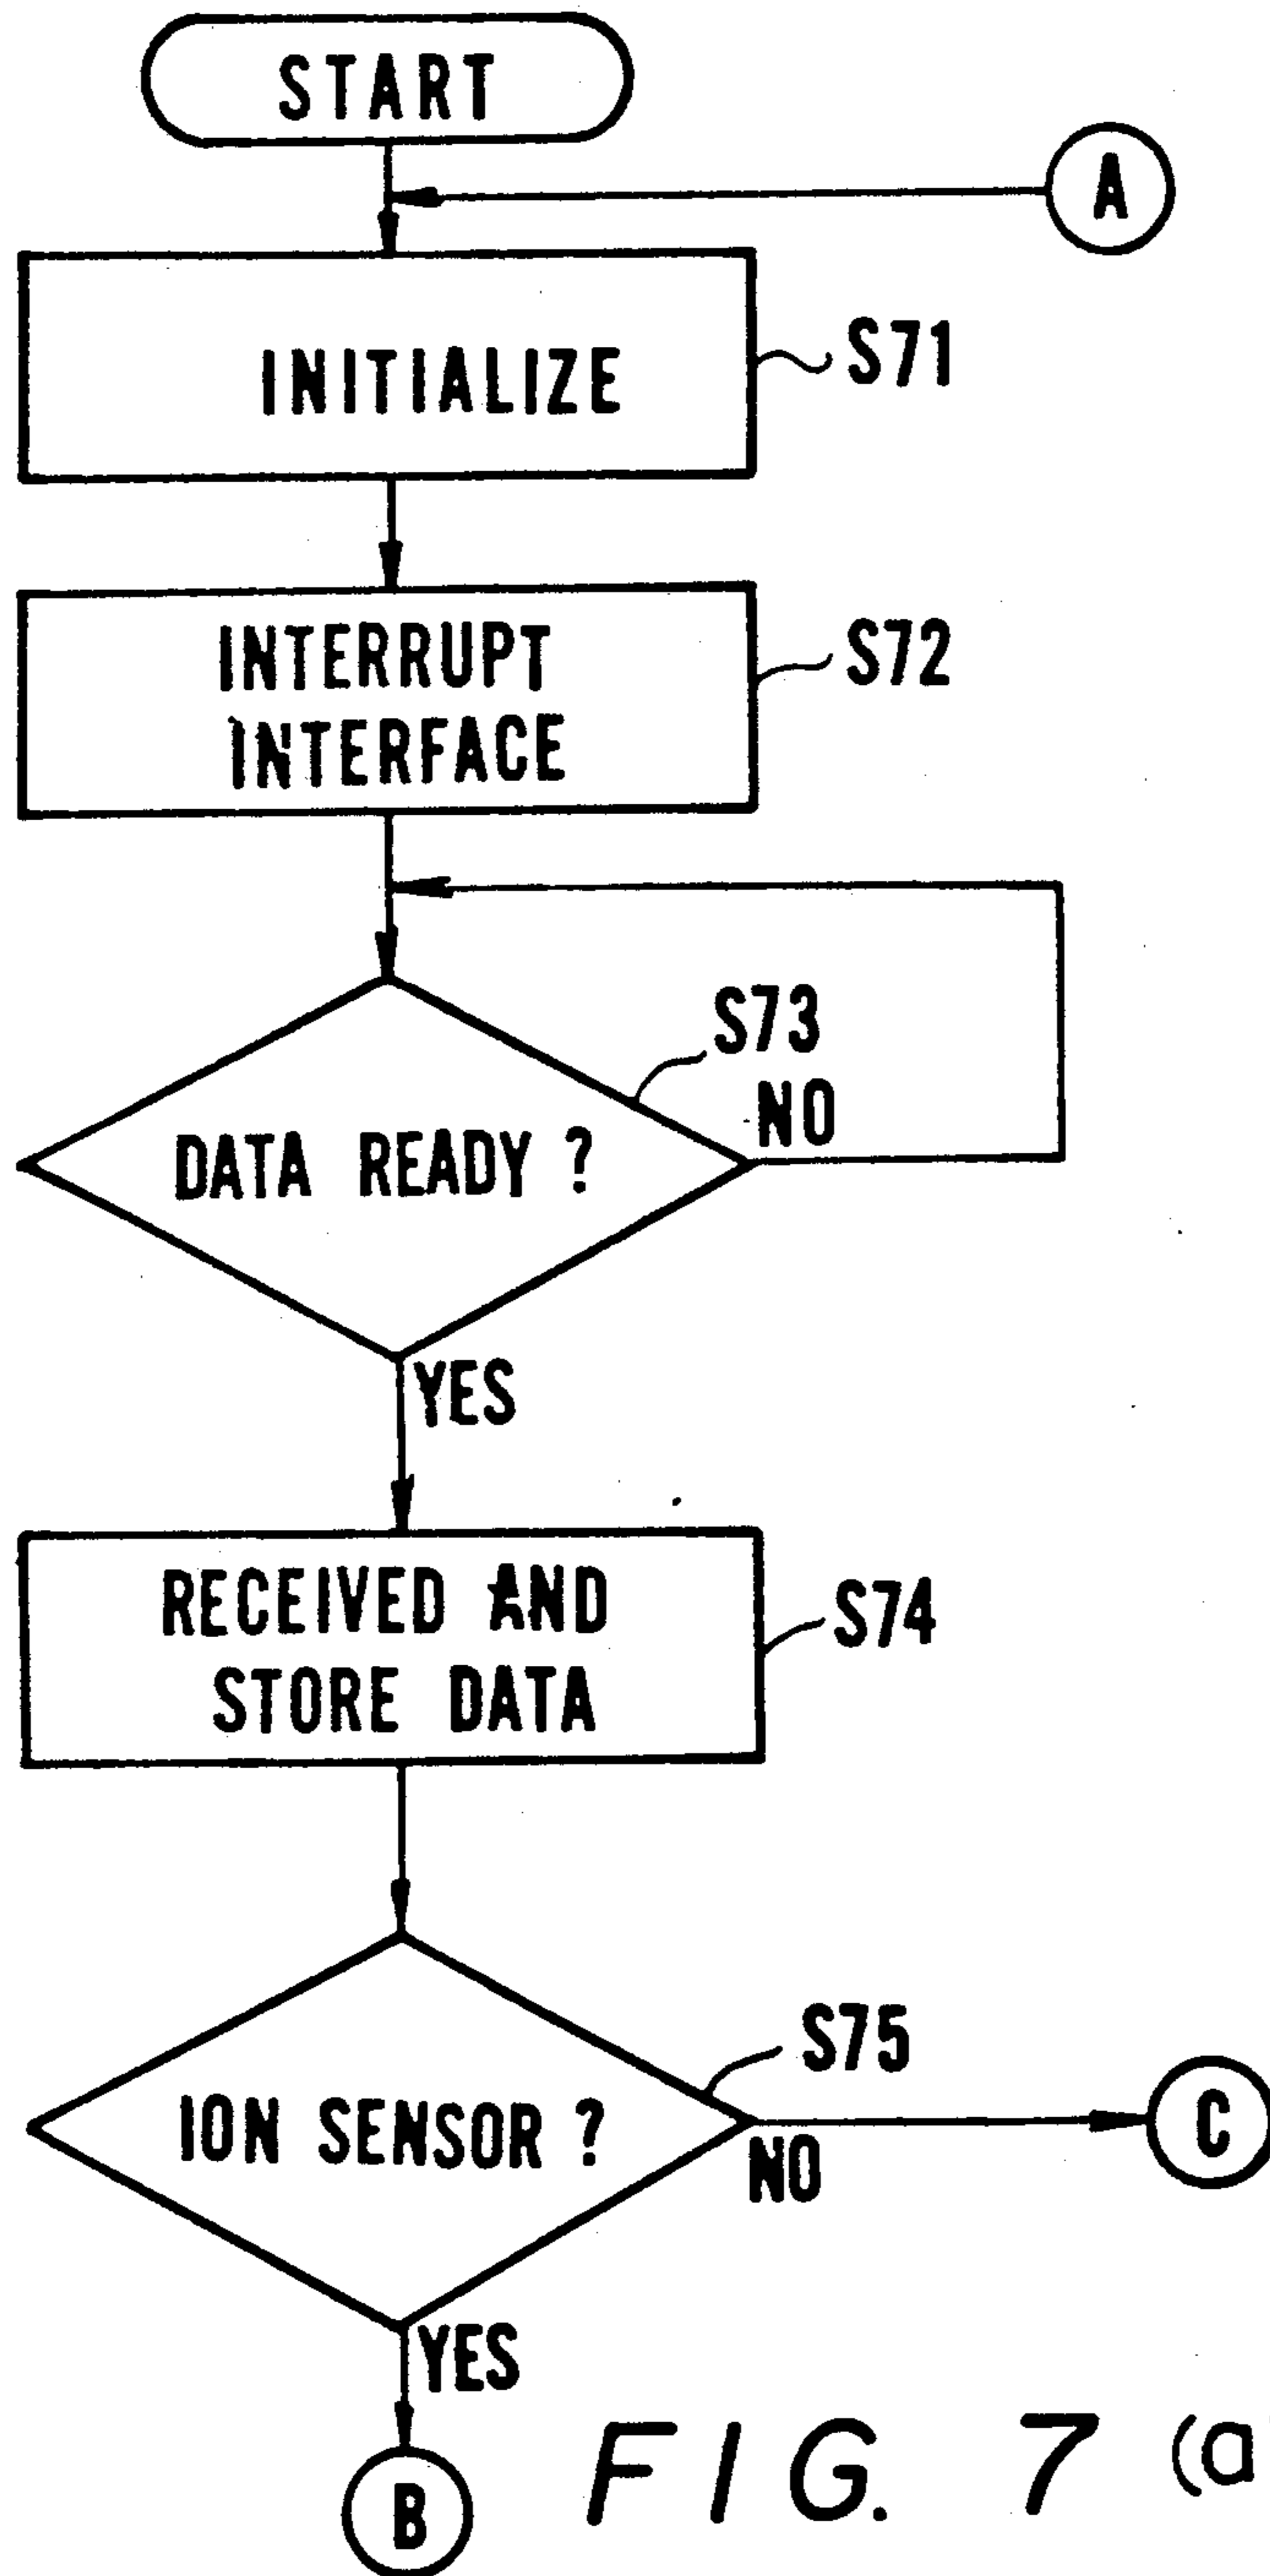 START
A
INITIALIZE
S71
INTERRUPT
INTERFACE
S72
S73
NO
DATA READY ?
YES
RECEIVED AND
STORE DATA
S74
S75
ION SENSOR ?
NO
C
YES
B
FIG. 7 (a